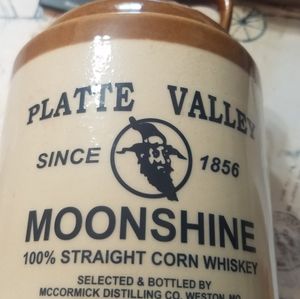 PLATTE VALLEY
SINCE 1856
MOONSHINE
100% STRAIGHT CORN WHISKEY
SELECTED & BOTTLED BY
MCCORMICK DISTILLING CO. WESTON, MO